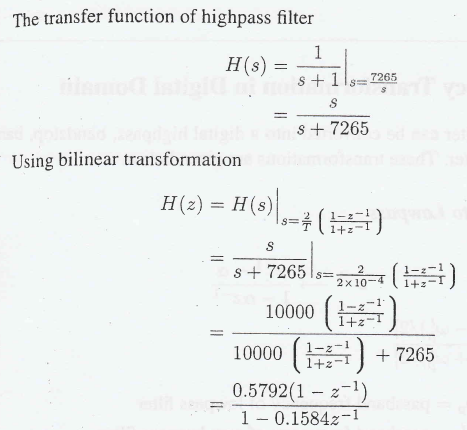 The transfer function of highpass filter
H(s) = 1/(s + 1) |s=7265/s
= s/(s + 7265)
Using bilinear transformation
H(z) = H(s)|s=2/T ((1−z⁻¹)/(1+z⁻¹))
= s/(s + 7265) |s=2/(2×10⁻⁴) ((1−z⁻¹)/(1+z⁻¹))
= 10000 ((1−z⁻¹)/(1+z⁻¹)) / (10000 ((1−z⁻¹)/(1+z⁻¹)) + 7265)
= 0.5792(1 − z⁻¹)/(1 − 0.1584z⁻¹)